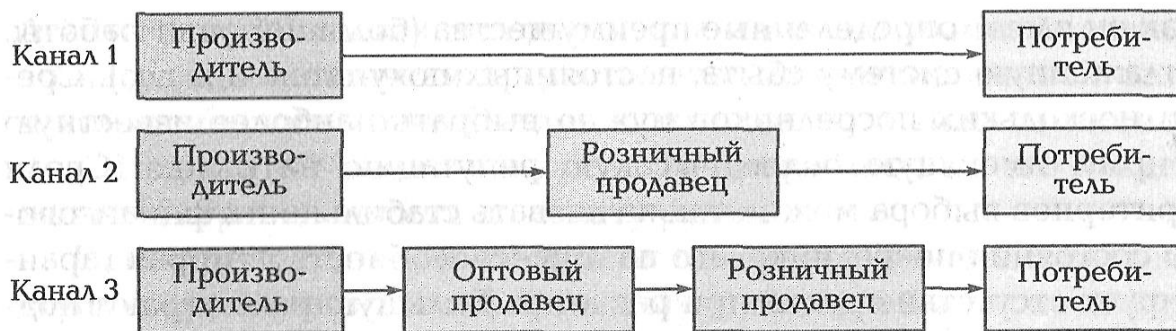 Канал 1
Произво-
дитель
Потреби-
тель
Канал 2
Произво-
дитель
Розничный
продавец
Потреби-
тель
Канал 3
Произво-
дитель
Оптовый
продавец
Розничный
продавец
Потреби-
тель